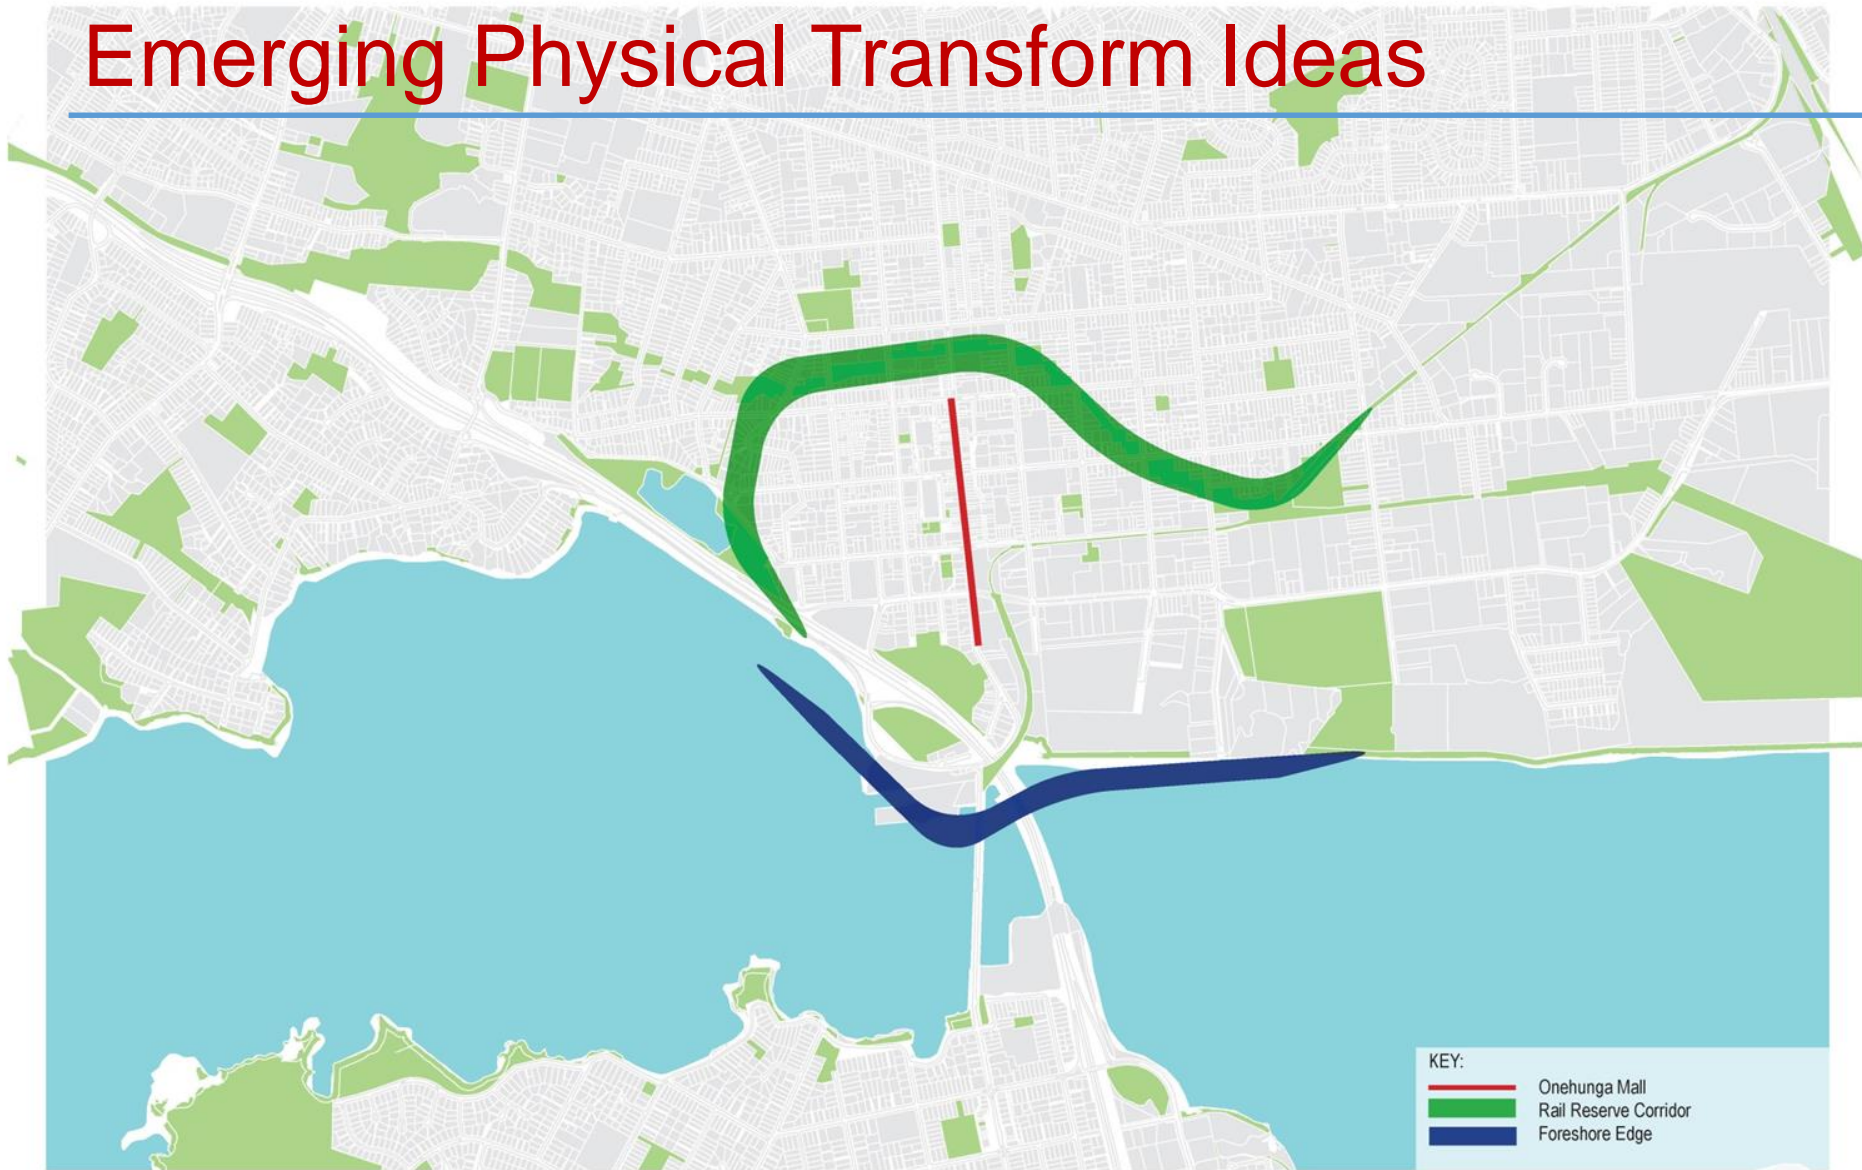 Emerging Physical Transform Ideas
KEY:
Onehunga Mall
Rail Reserve Corridor
Foreshore Edge